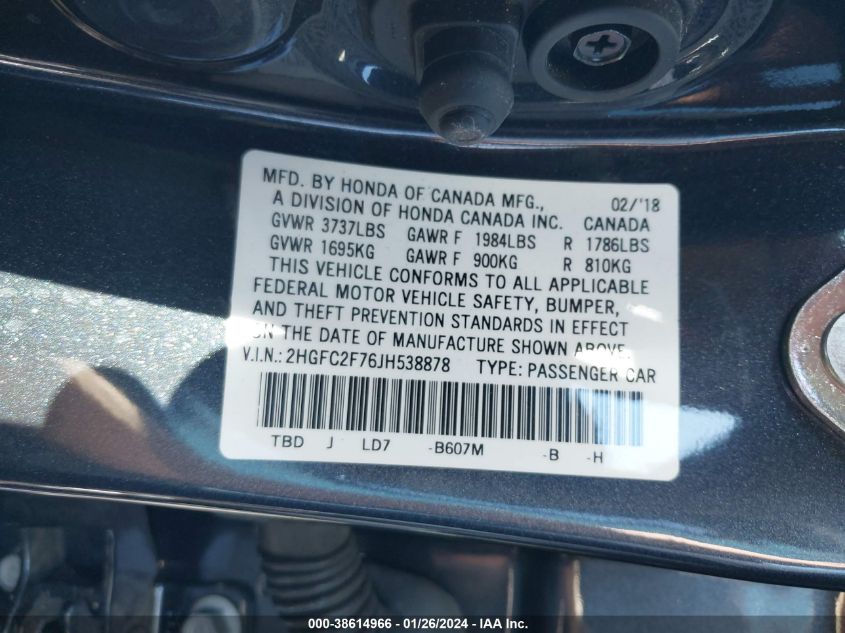 MFD. BY HONDA OF CANADA MFG., 02/'18
A DIVISION OF HONDA CANADA INC. CANADA
GVWR 3737LBS GAWR F 1984LBS R 1786LBS
GVWR 1695KG GAWR F 900KG R 810KG
THIS VEHICLE CONFORMS TO ALL APPLICABLE
FEDERAL MOTOR VEHICLE SAFETY, BUMPER,
AND THEFT PREVENTION STANDARDS IN EFFECT
ON THE DATE OF MANUFACTURE SHOWN ABOVE.
V.I.N.: 2HGFC2F76JH538878 TYPE: PASSENGER CAR
TBD J LD7 -B607M -B -H
000-38614966 - 01/26/2024 - IAA Inc.